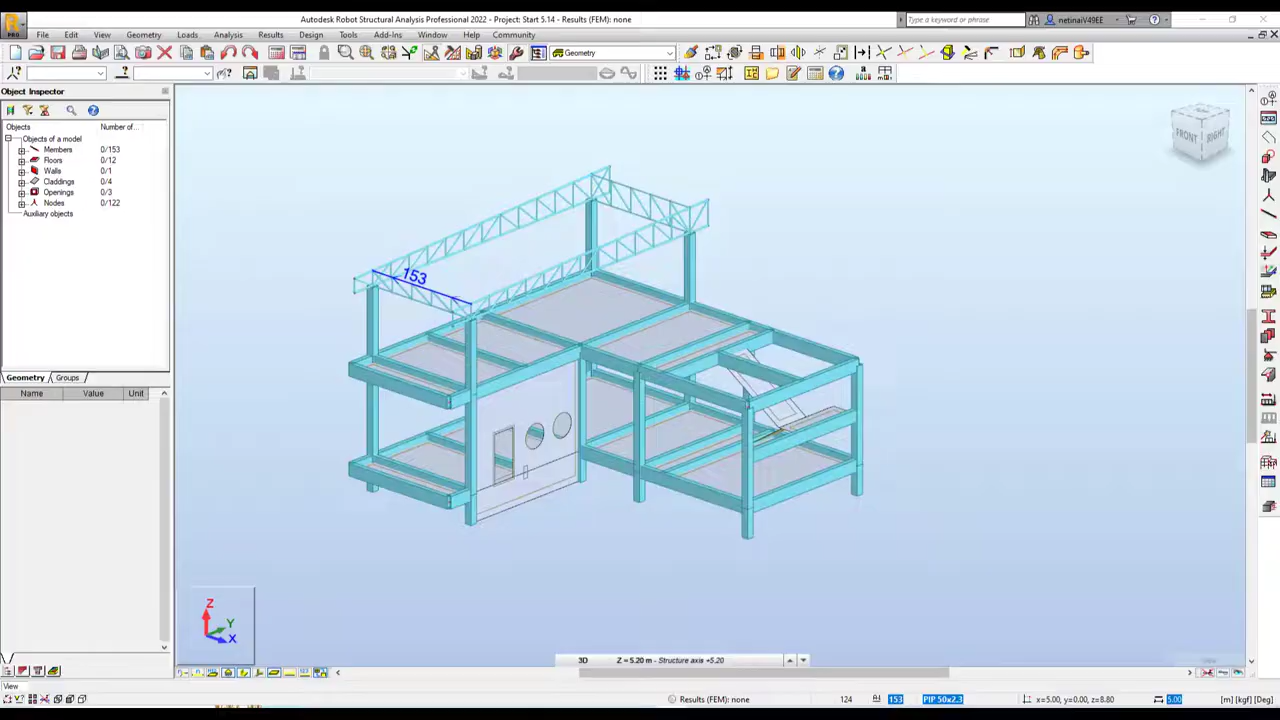 Autodesk Robot Structural Analysis Professional 2022 - Project: Start 5.14 - Results (FEM): none
Type a keyword or phrase
netinaiV49EE
PRO
File Edit View Geometry Loads Analysis Results Design Tools Add-Ins Window Help Community
Geometry
Object Inspector
Objects Number of...
Objects of a model
Members 0/153
Floors 0/12
Walls 0/1
Claddings 0/4
Openings 0/3
Nodes 0/122
Auxiliary objects
Geometry Groups
Name Value Unit
FRONT RIGHT
153
Z
Y
X
3D Z = 5.20 m - Structure axis +5.20
View
Results (FEM): none 124 153 PIP 50x2.3 x=5.00, y=0.00, z=8.80 5.00 [m] [kgf] [Deg]